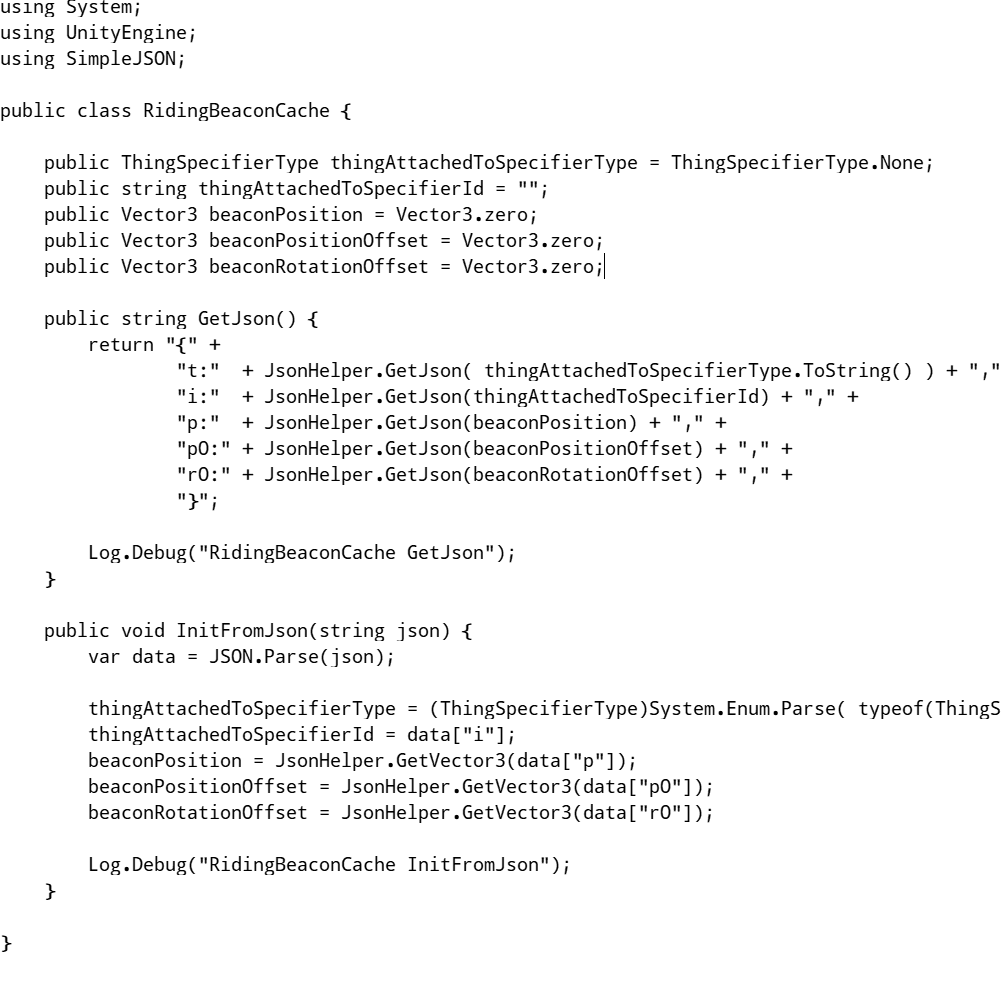 using System;
using UnityEngine;
using SimpleJSON;

public class RidingBeaconCache {

    public ThingSpecifierType thingAttachedToSpecifierType = ThingSpecifierType.None;
    public string thingAttachedToSpecifierId = "";
    public Vector3 beaconPosition = Vector3.zero;
    public Vector3 beaconPositionOffset = Vector3.zero;
    public Vector3 beaconRotationOffset = Vector3.zero;

    public string GetJson() {
        return "{" +
                "t:"  + JsonHelper.GetJson( thingAttachedToSpecifierType.ToString() ) + ","
                "i:"  + JsonHelper.GetJson(thingAttachedToSpecifierId) + "," +
                "p:"  + JsonHelper.GetJson(beaconPosition) + "," +
                "pO:" + JsonHelper.GetJson(beaconPositionOffset) + "," +
                "rO:" + JsonHelper.GetJson(beaconRotationOffset) + "," +
                "}";

        Log.Debug("RidingBeaconCache GetJson");
    }

    public void InitFromJson(string json) {
        var data = JSON.Parse(json);

        thingAttachedToSpecifierType = (ThingSpecifierType)System.Enum.Parse( typeof(ThingS
        thingAttachedToSpecifierId = data["i"];
        beaconPosition = JsonHelper.GetVector3(data["p"]);
        beaconPositionOffset = JsonHelper.GetVector3(data["pO"]);
        beaconRotationOffset = JsonHelper.GetVector3(data["rO"]);

        Log.Debug("RidingBeaconCache InitFromJson");
    }

}